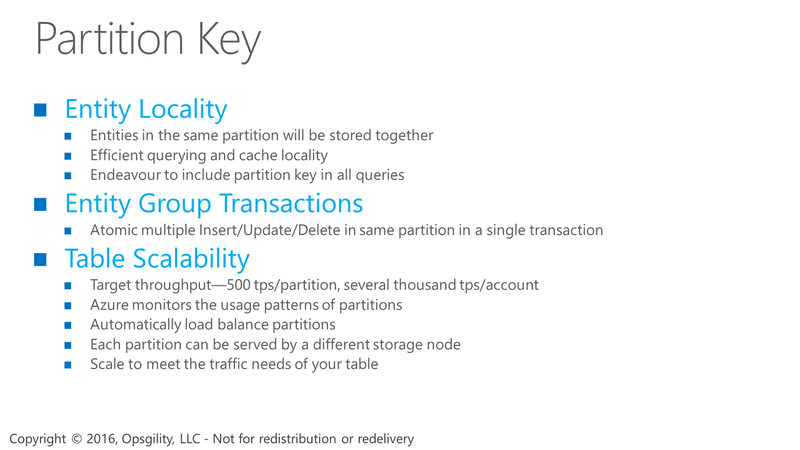 Partition Key
Entity Locality
Entities in the same partition will be stored together
Efficient querying and cache locality
Endeavour to include partition key in all queries
Entity Group Transactions
Atomic multiple Insert/Update/Delete in same partition in a single transaction
Table Scalability
Target throughput—500 tps/partition, several thousand tps/account
Azure monitors the usage patterns of partitions
Automatically load balance partitions
Each partition can be served by a different storage node
Scale to meet the traffic needs of your table
Copyright © 2016, Opsgility, LLC - Not for redistribution or redelivery